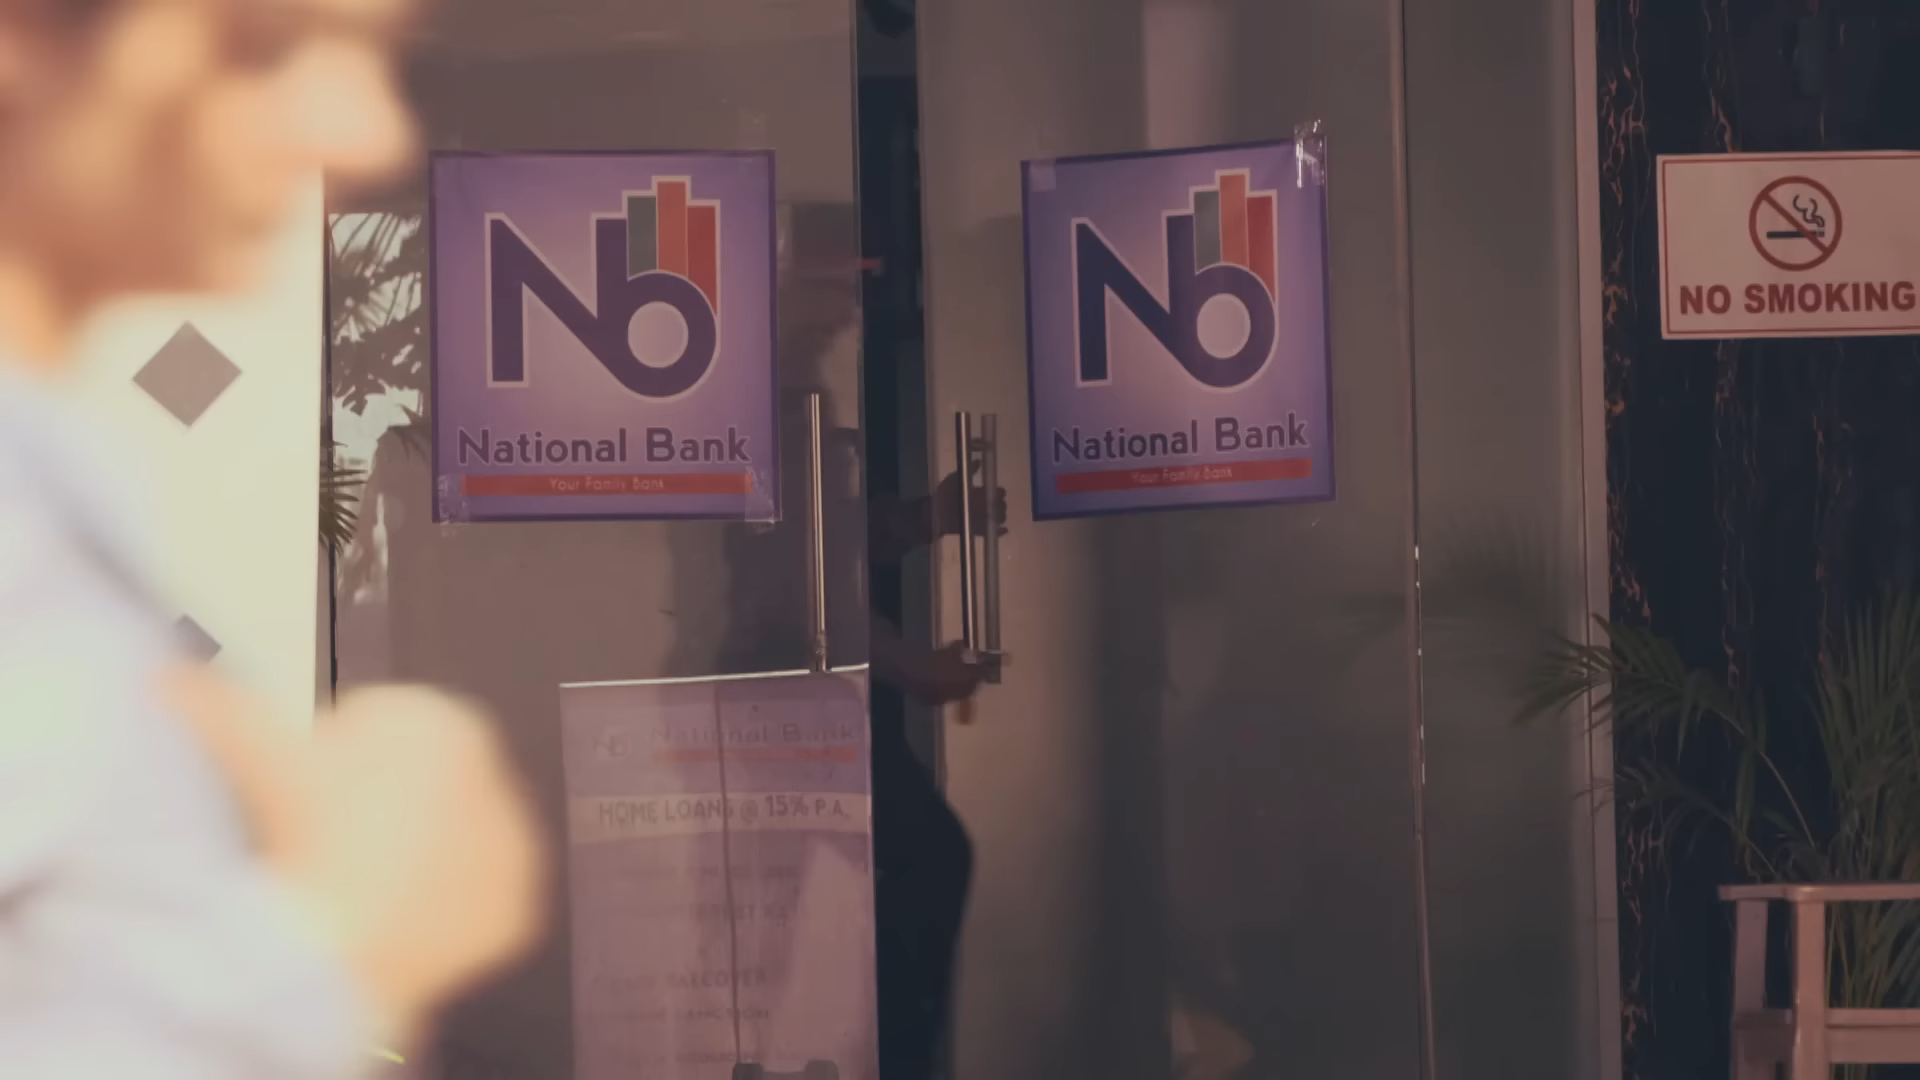 Nb
National Bank
Your Family Bank
Nb
National Bank
Your Family Bank
NO SMOKING
Nb National Bank
HOME LOANS @ 15% P.A.
TAKEOVER